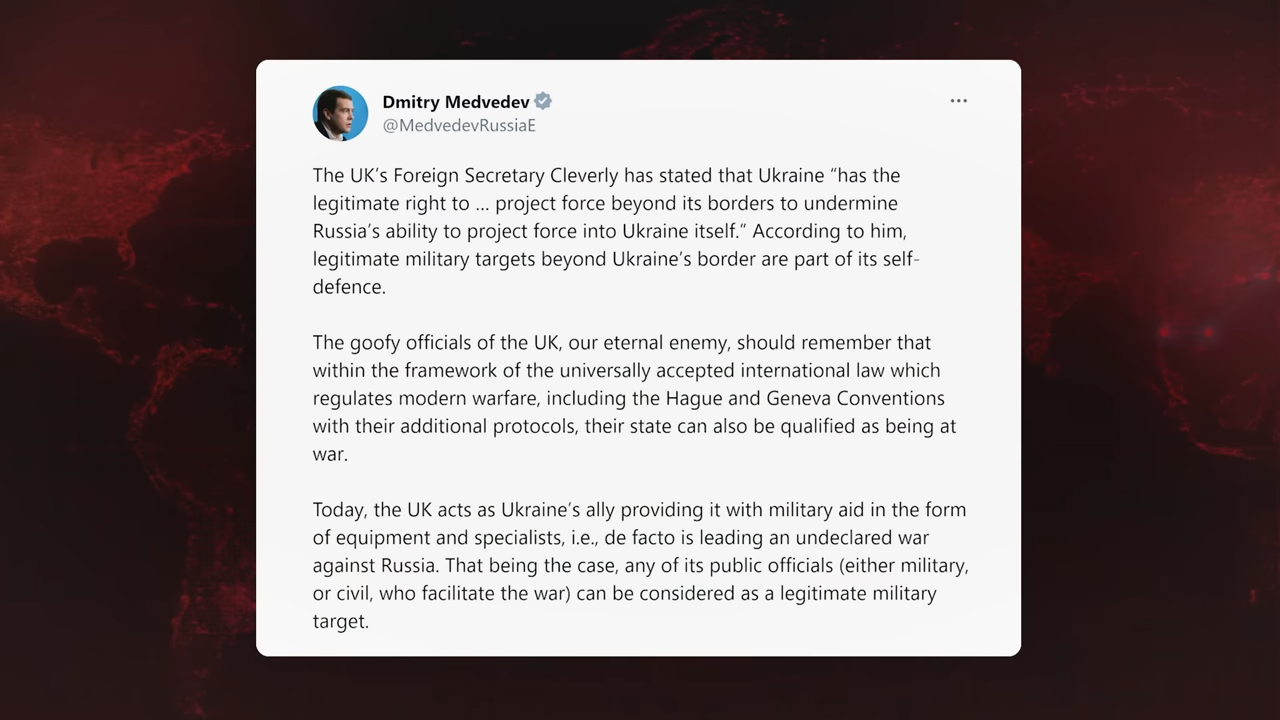 Dmitry Medvedev
@MedvedevRussiaE
The UK’s Foreign Secretary Cleverly has stated that Ukraine “has the
legitimate right to ... project force beyond its borders to undermine
Russia’s ability to project force into Ukraine itself.” According to him,
legitimate military targets beyond Ukraine’s border are part of its self-
defence.
The goofy officials of the UK, our eternal enemy, should remember that
within the framework of the universally accepted international law which
regulates modern warfare, including the Hague and Geneva Conventions
with their additional protocols, their state can also be qualified as being at
war.
Today, the UK acts as Ukraine’s ally providing it with military aid in the form
of equipment and specialists, i.e., de facto is leading an undeclared war
against Russia. That being the case, any of its public officials (either military,
or civil, who facilitate the war) can be considered as a legitimate military
target.